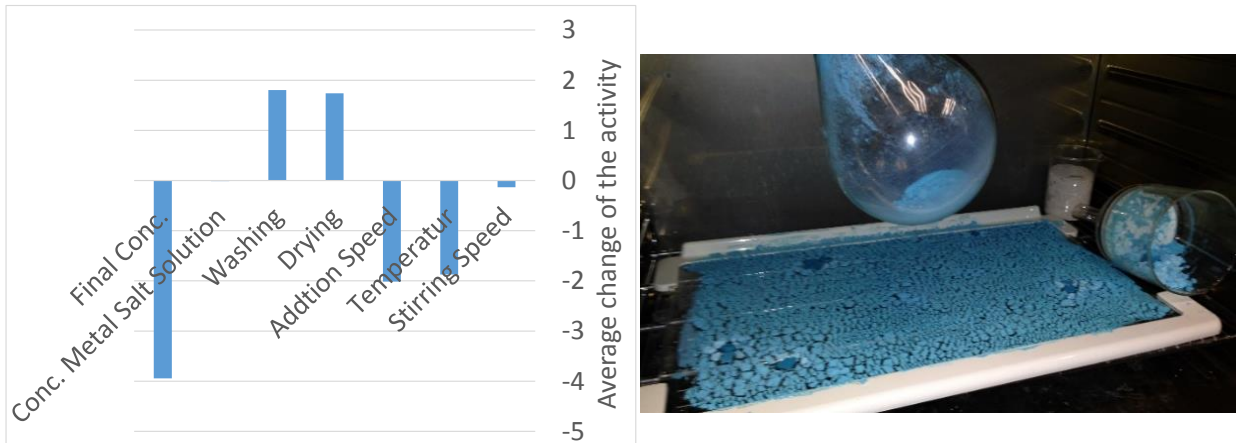 3
2
1
0
-1
-2
-3
-4
-5
Average change of the activity
Final Conc.
Conc. Metal Salt Solution
Washing
Drying
Addtion Speed
Temperatur
Stirring Speed